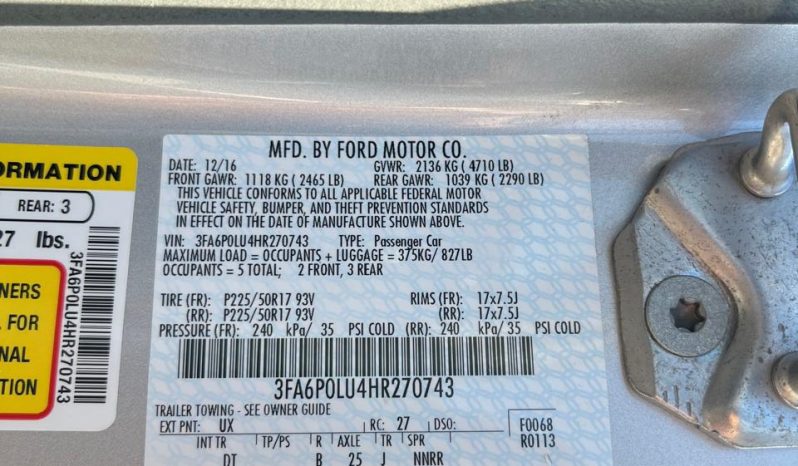 ORMATION
REAR: 3
27 lbs.
NERS
FOR
NAL
ION
3FA6P0LU4HR270743
MFD. BY FORD MOTOR CO.
DATE: 12/16 GVWR: 2136 KG ( 4710 LB)
FRONT GAWR: 1118 KG ( 2465 LB) REAR GAWR: 1039 KG ( 2290 LB)
THIS VEHICLE CONFORMS TO ALL APPLICABLE FEDERAL MOTOR
VEHICLE SAFETY, BUMPER, AND THEFT PREVENTION STANDARDS
IN EFFECT ON THE DATE OF MANUFACTURE SHOWN ABOVE.
VIN: 3FA6P0LU4HR270743 TYPE: Passenger Car
MAXIMUM LOAD = OCCUPANTS + LUGGAGE = 375KG/ 827LB
OCCUPANTS = 5 TOTAL; 2 FRONT, 3 REAR
TIRE (FR): P225/50R17 93V RIMS (FR): 17x7.5J
(RR): P225/50R17 93V (RR): 17x7.5J
PRESSURE (FR): 240 kPa/ 35 PSI COLD (RR): 240 kPa/ 35 PSI COLD
3FA6P0LU4HR270743
TRAILER TOWING - SEE OWNER GUIDE
EXT PNT: UX RC: 27 DSO: F0068
R0113
INT TR TP/PS R AXLE TR SPR
DT B 25 J NNRR